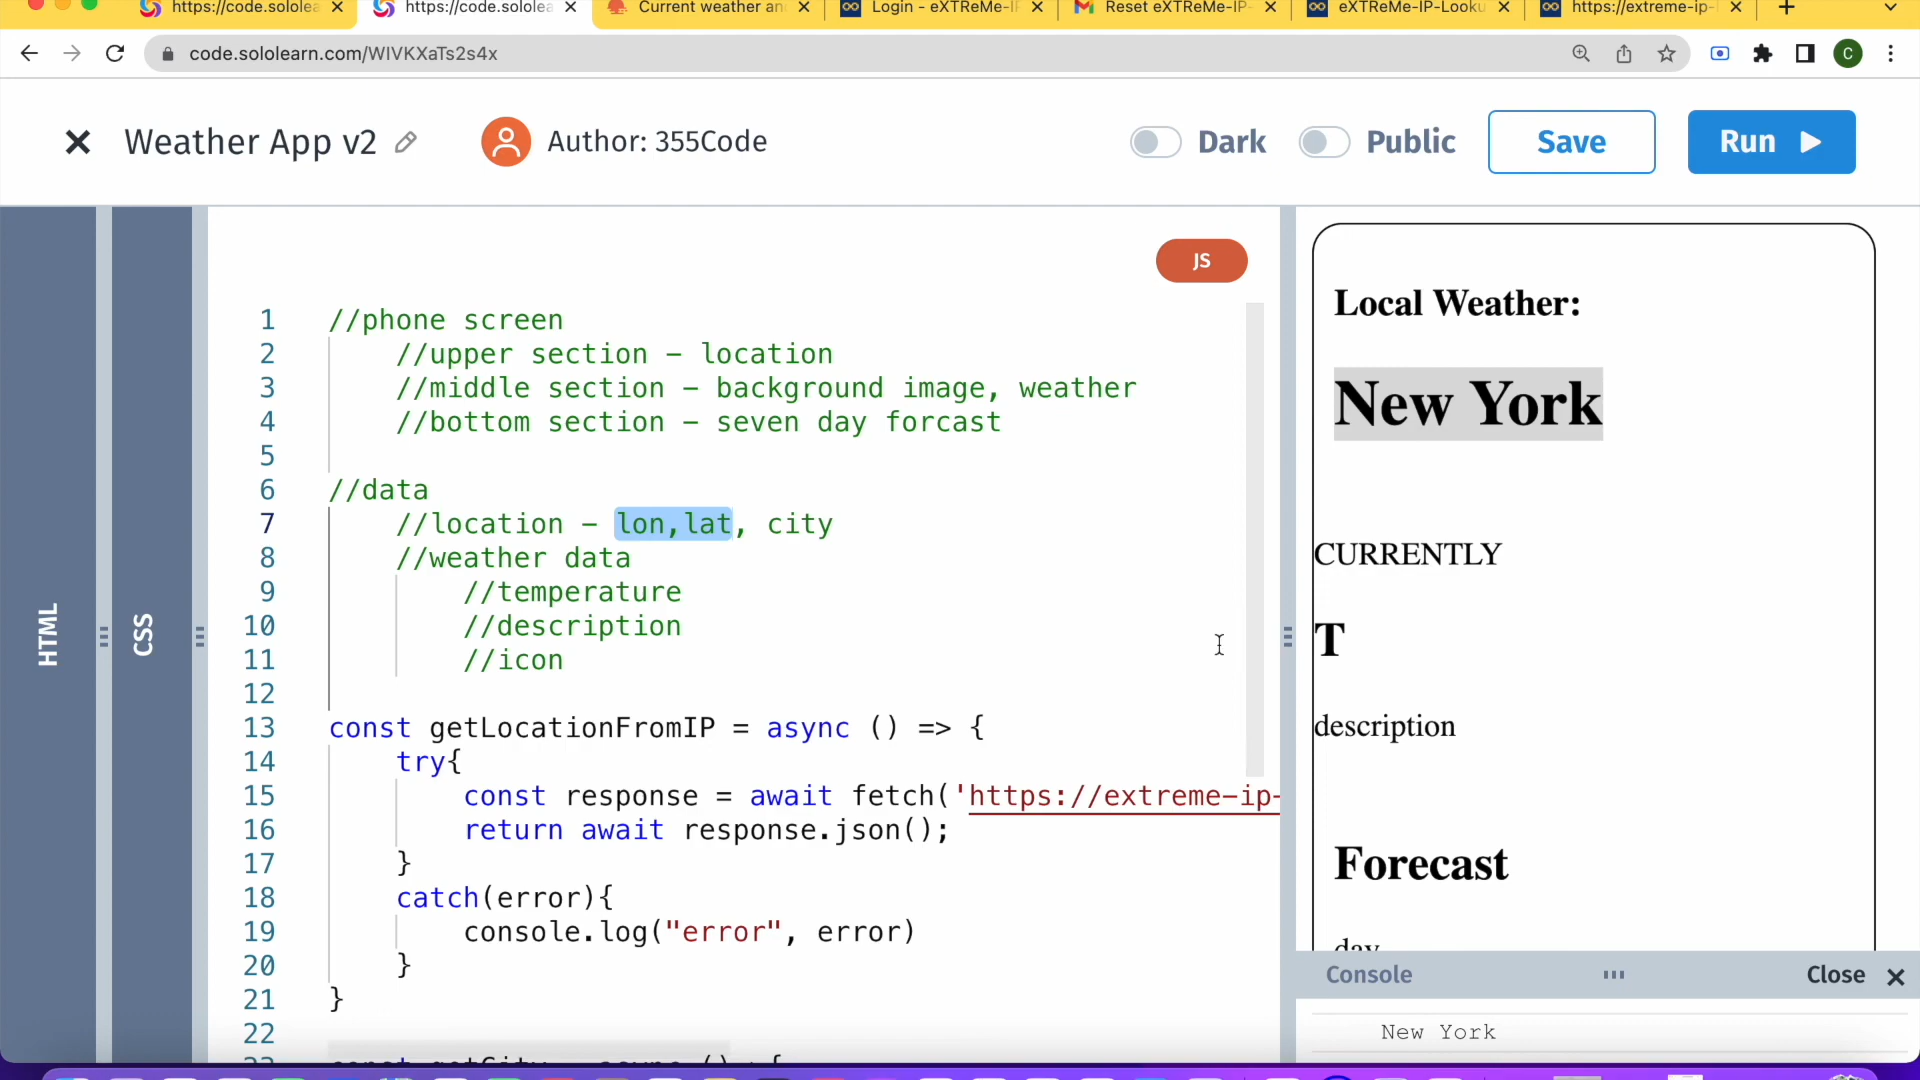 https://code.sololea
https://code.sololea
Current weather an
Login - eXTReMe-IP
Reset eXTReMe-IP-
eXTReMe-IP-Looku
https://extreme-ip-
code.sololearn.com/WIVKXaTs2s4x
C
Weather App v2
Author: 355Code
Dark
Public
Save
Run
HTML
CSS
JS
1 //phone screen
2 //upper section – location
3 //middle section – background image, weather
4 //bottom section – seven day forcast
5
6 //data
7 //location – lon,lat, city
8 //weather data
9 //temperature
10 //description
11 //icon
12
13 const getLocationFromIP = async () => {
14 try{
15 const response = await fetch('https://extreme-ip-
16 return await response.json();
17 }
18 catch(error){
19 console.log("error", error)
20 }
21 }
22
Local Weather:
New York
CURRENTLY
T
description
Forecast
day
Console
Close
New York